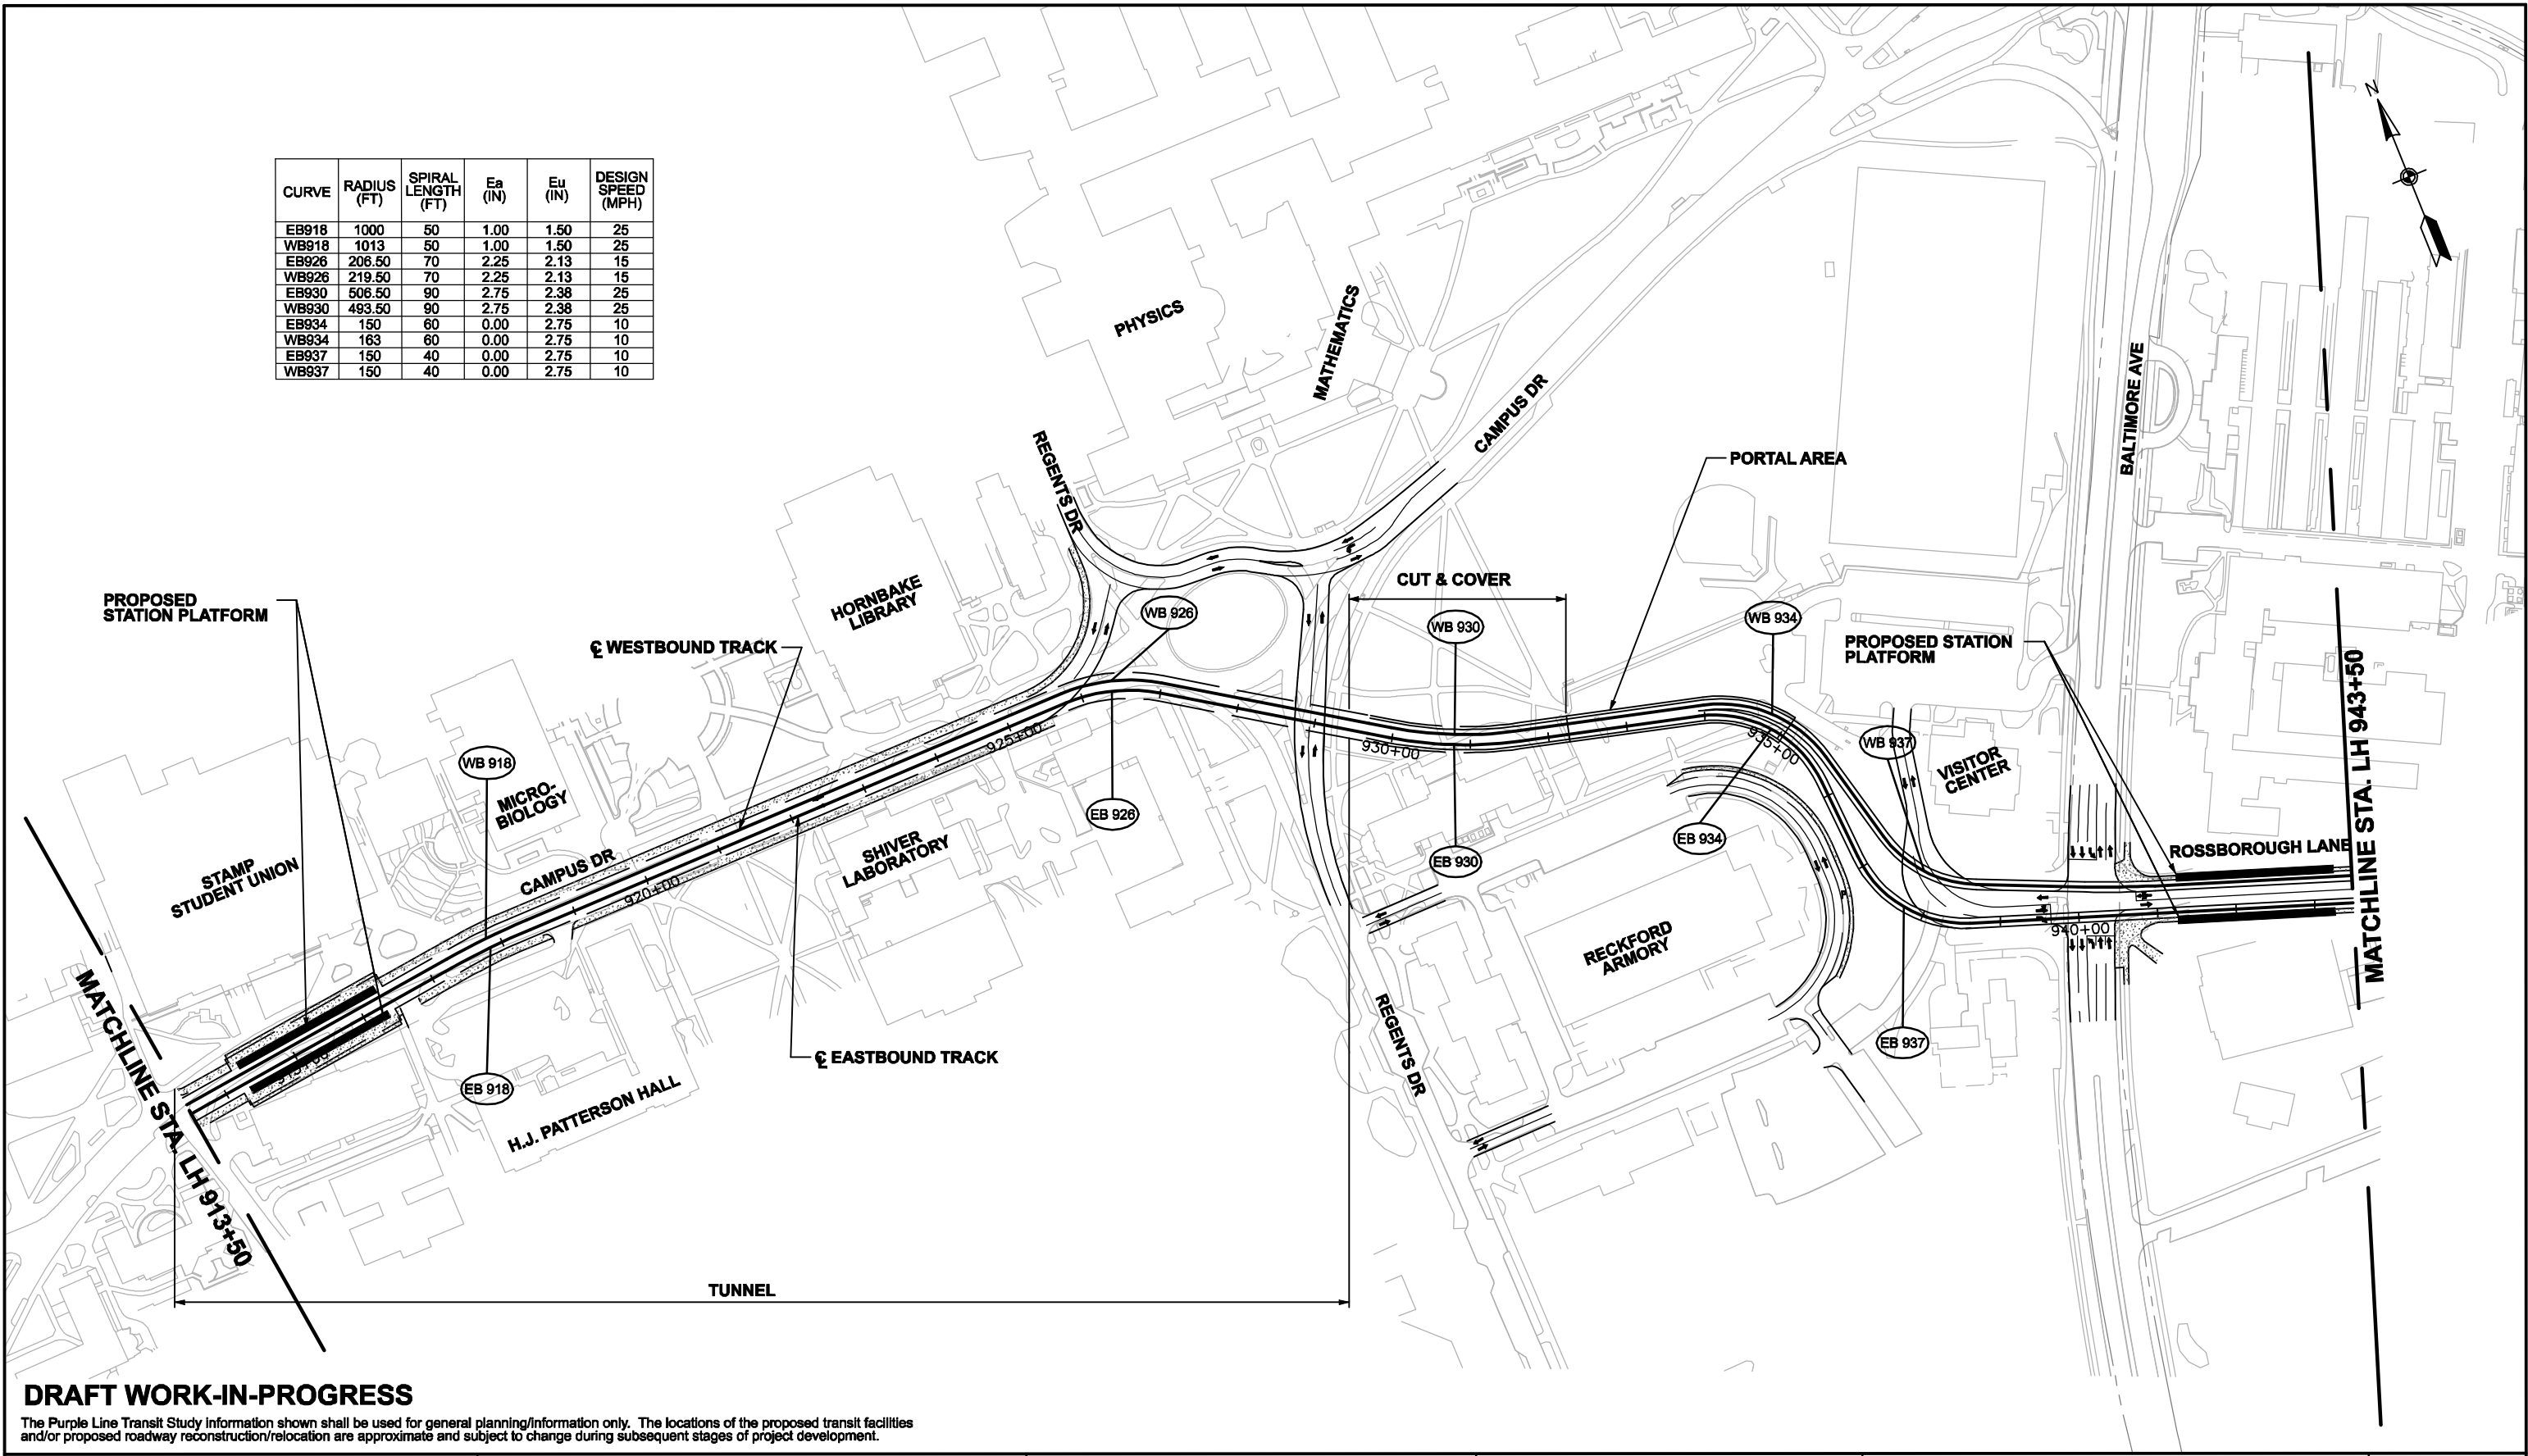 CURVE RADIUS (FT) SPIRAL LENGTH (FT) Ea (IN) Eu (IN) DESIGN SPEED (MPH)
EB918 1000 50 1.00 1.50 25
WB918 1013 50 1.00 1.50 25
EB926 206.50 70 2.25 2.13 15
WB926 219.50 70 2.25 2.13 15
EB930 506.50 90 2.75 2.38 25
WB930 493.50 90 2.75 2.38 25
EB934 150 60 0.00 2.75 10
WB934 163 60 0.00 2.75 10
EB937 150 40 0.00 2.75 10
WB937 150 40 0.00 2.75 10
N
PHYSICS
MATHEMATICS
CAMPUS DR
BALTIMORE AVE
REGENTS DR
PORTAL AREA
HORNBAKE
LIBRARY
CUT & COVER
PROPOSED
STATION PLATFORM
WB 926
WB 930
WB 934
PROPOSED STATION
PLATFORM
℄ WESTBOUND TRACK
WB 918
MICRO-
BIOLOGY
925+00
930+00
935+00
WB 937
VISITOR
CENTER
EB 926
EB 934
EB 930
STAMP
STUDENT UNION
CAMPUS DR
920+00
SHIVER
LABORATORY
ROSSBOROUGH LANE
MATCHLINE STA. LH 943+50
RECKFORD
ARMORY
940+00
REGENTS DR
EB 937
℄ EASTBOUND TRACK
EB 918
H.J. PATTERSON HALL
MATCHLINE STA. LH 913+50
TUNNEL
DRAFT WORK-IN-PROGRESS
The Purple Line Transit Study information shown shall be used for general planning/information only. The locations of the proposed transit facilities
and/or proposed roadway reconstruction/relocation are approximate and subject to change during subsequent stages of project development.